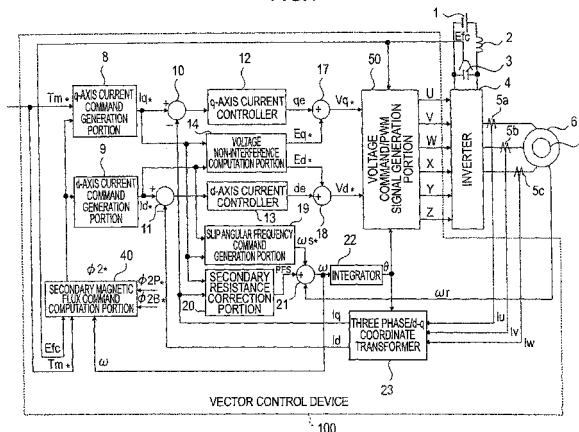 8
12
10
17
50
1
Efc
2
3
4
Tm*
q-AXIS CURRENT
COMMAND
GENERATION
PORTION
Iq*
+
q-AXIS CURRENT
CONTROLLER
qe
+
Vq*
U
V
W
X
Y
Z
5a
5b
5c
6
14
VOLTAGE
NON-INTERFERENCE
COMPUTATION PORTION
Eq*
Ed*
VOLTAGE
COMMAND/PWM
SIGNAL GENERATION
PORTION
INVERTER
9
d-AXIS CURRENT
COMMAND
GENERATION
PORTION
Id*
+
11
d-AXIS CURRENT
CONTROLLER
13
de
+
18
Vd*
19
SLIP ANGULAR FREQUENCY
COMMAND
GENERATION PORTION
ωs*
22
INTEGRATOR
θ
ω
+
21
ωr
φ2*
40
SECONDARY MAGNETIC
FLUX COMMAND
COMPUTATION PORTION
φ2P*
φ2B*
SECONDARY
RESISTANCE
CORRECTION
PORTION
PFS
20
iq
id
iu
iv
iw
THREE PHASE/d-q
COORDINATE
TRANSFORMER
23
Efc
Tm*
ω
VECTOR CONTROL DEVICE
100